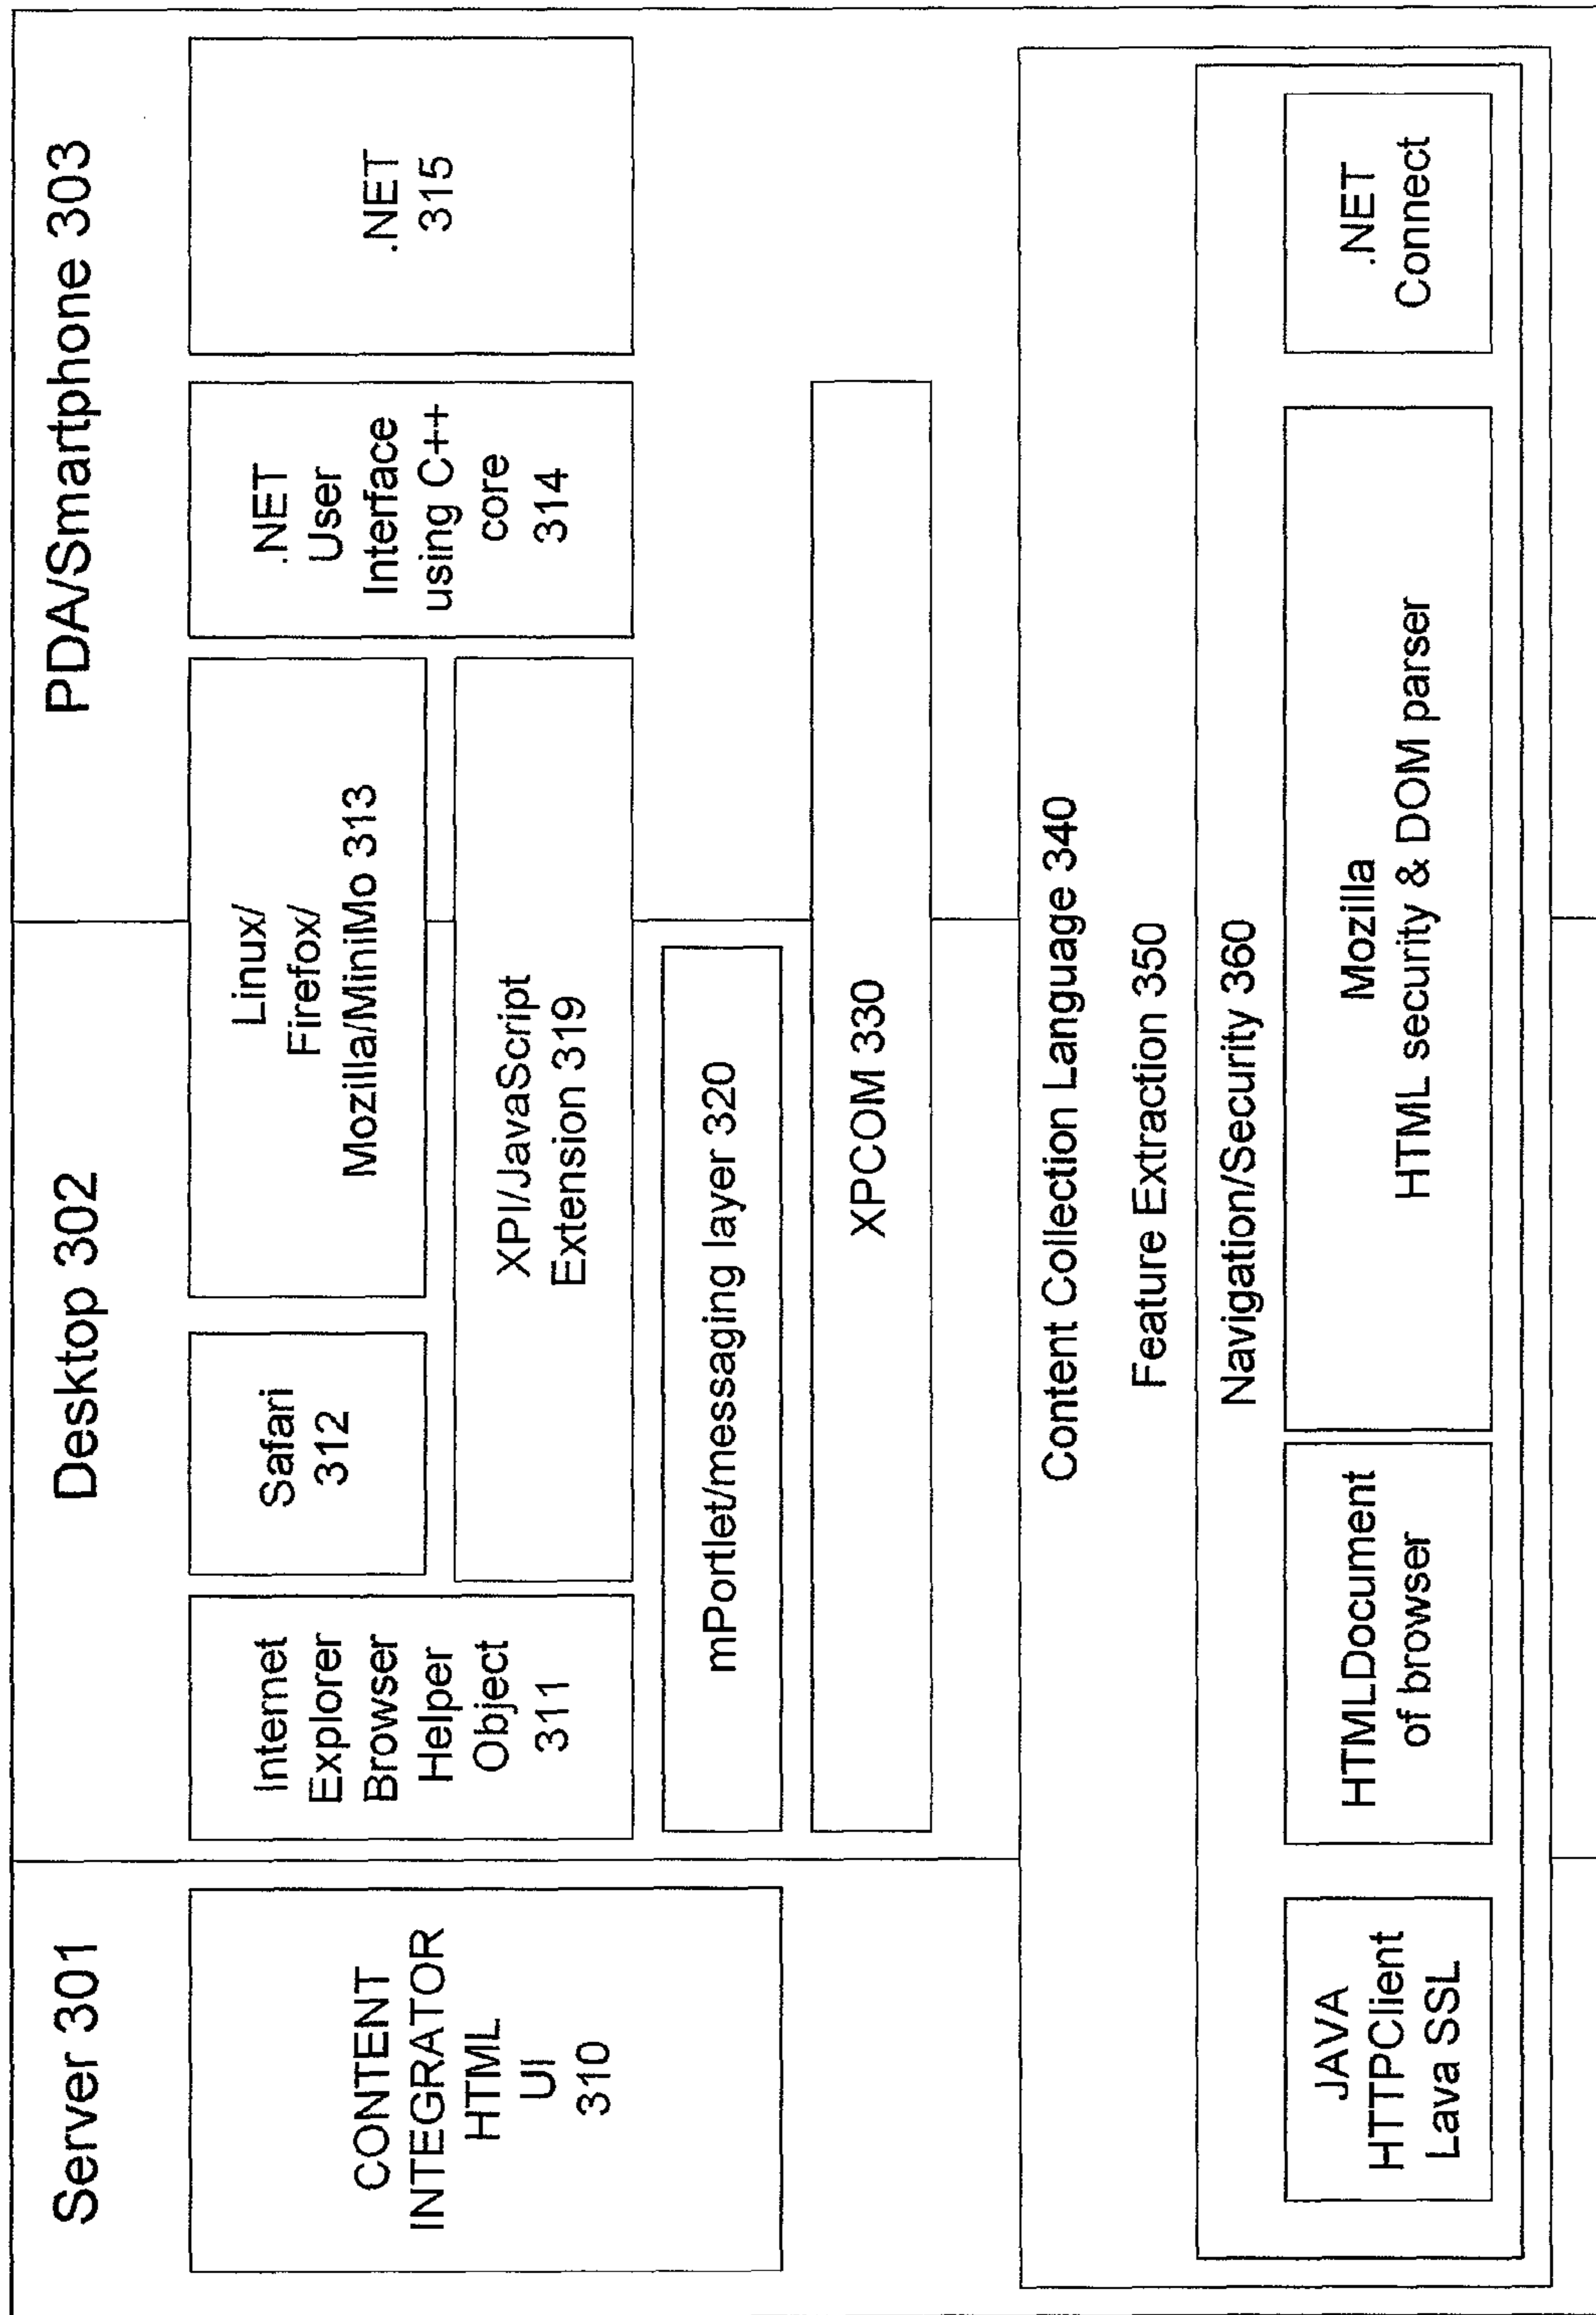 Server 301
Desktop 302
PDA/Smartphone 303
CONTENT
INTEGRATOR
HTML
UI
310
Internet
Explorer
Browser
Helper
Object
311
Safari
312
Linux/
Firefox/
Mozilla/MiniMo 313
XPI/JavaScript
Extension 319
.NET
User
Interface
using C++
core
314
.NET
315
mPortlet/messaging layer 320
XPCOM 330
Content Collection Language 340
Feature Extraction 350
Navigation/Security 360
JAVA
HTTPClient
Lava SSL
HTMLDocument
of browser
Mozilla
HTML security & DOM parser
.NET
Connect